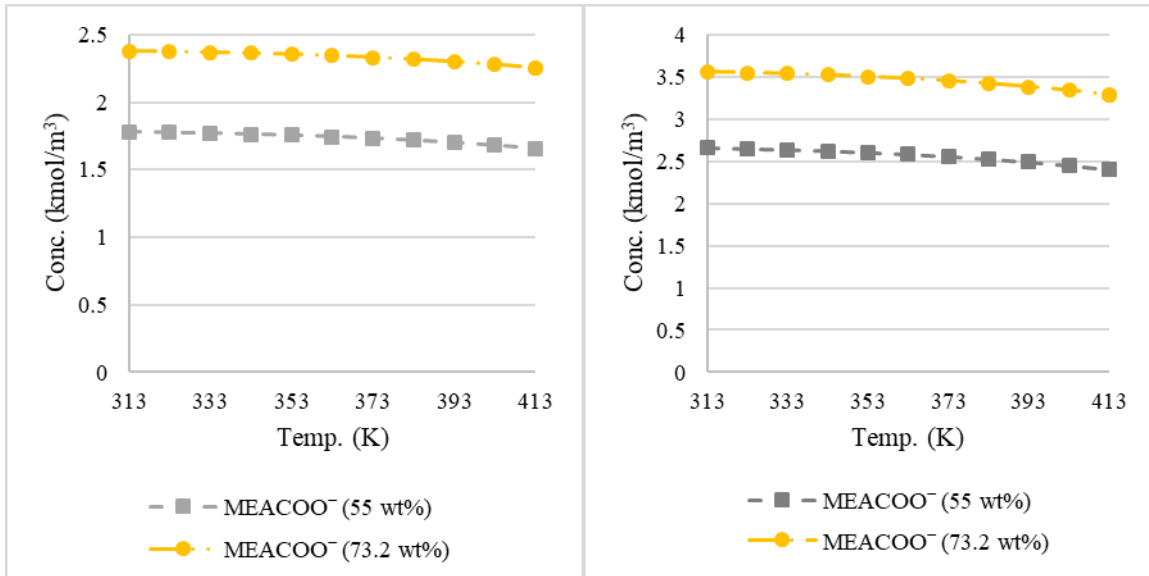 2.5
2
1.5
1
0.5
0
Conc. (kmol/m³)
313 333 353 373 393 413
Temp. (K)
MEACOO⁻ (55 wt%)
MEACOO⁻ (73.2 wt%)
4
3.5
3
2.5
2
1.5
1
0.5
0
Conc. (kmol/m³)
313 333 353 373 393 413
Temp. (K)
MEACOO⁻ (55 wt%)
MEACOO⁻ (73.2 wt%)